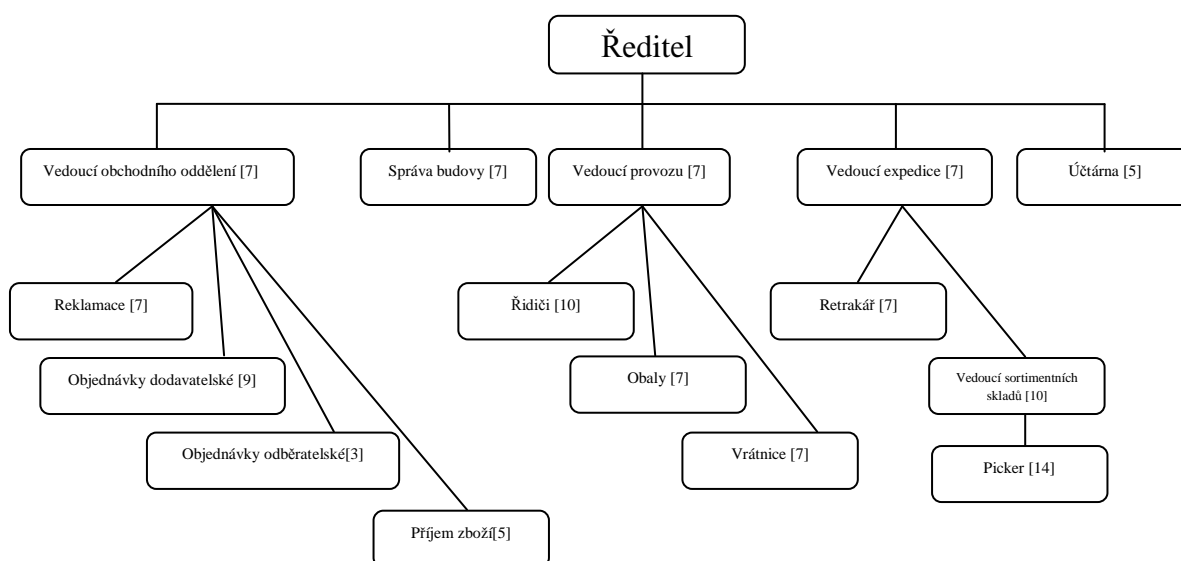 Ředitel
Vedoucí obchodního oddělení [7]
Správa budovy [7]
Vedoucí provozu [7]
Vedoucí expedice [7]
Účtárna [5]
Reklamace [7]
Řidiči [10]
Retrakář [7]
Objednávky dodavatelské [9]
Obaly [7]
Vedoucí sortimentních
skladů [10]
Objednávky odběratelské[3]
Vrátnice [7]
Picker [14]
Příjem zboží[5]